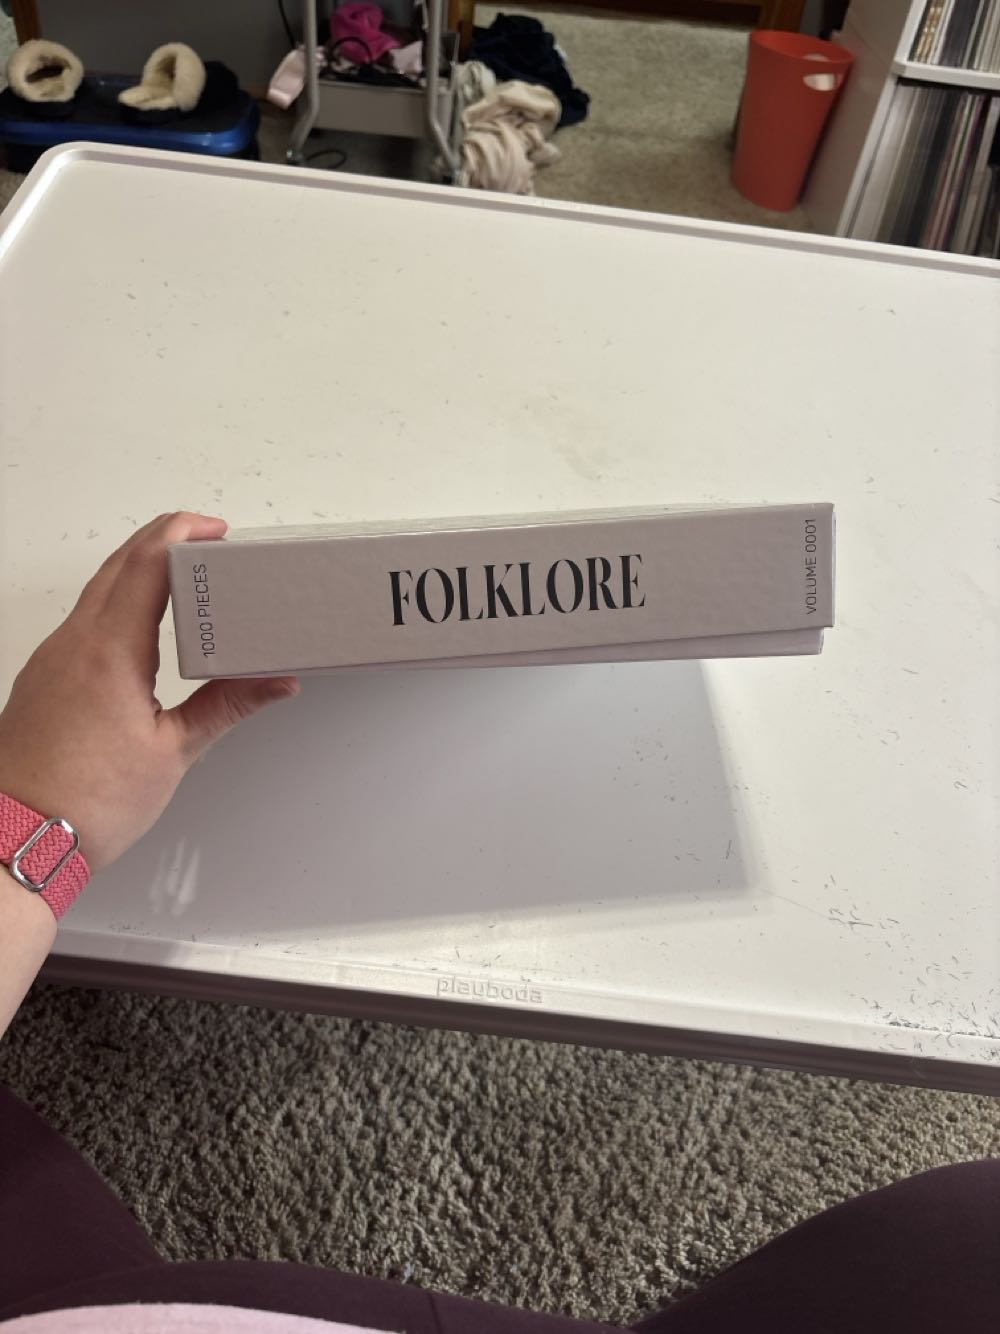 1000 PIECES
FOLKLORE
VOLUME 0001
playboda